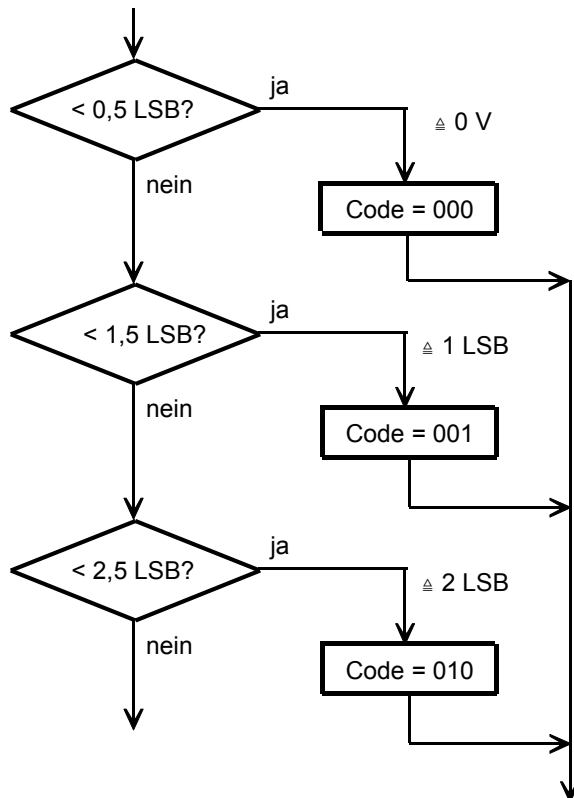 < 0,5 LSB?
ja
≙ 0 V
nein
Code = 000
< 1,5 LSB?
ja
≙ 1 LSB
nein
Code = 001
< 2,5 LSB?
ja
≙ 2 LSB
nein
Code = 010